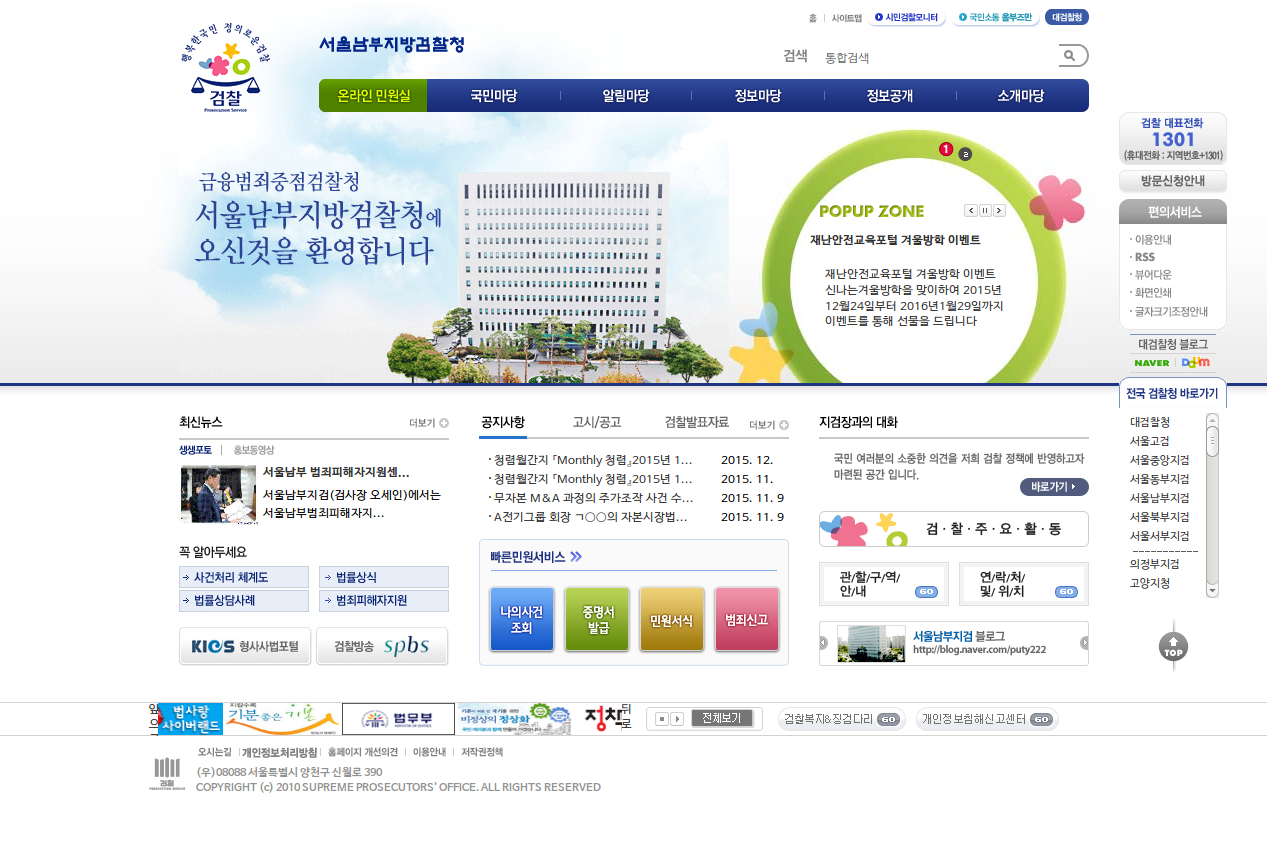 행복한국민 정의로운검찰
검찰
Prosecution Service
서울남부지방검찰청
홈
사이트맵
시민검찰모니터
국민소통 올부즈만
대검찰청
검색
통합검색
온라인 민원실
국민마당
알림마당
정보마당
정보공개
소개마당
금융범죄중점검찰청
서울남부지방검찰청에
오신것을 환영합니다
1
2
POPUP ZONE
재난안전교육포털 겨울방학 이벤트
재난안전교육포털 겨울방학 이벤트
신나는겨울방학을 맞이하여 2015년
12월24일부터 2016년1월29일까지
이벤트를 통해 선물을 드립니다
검찰 대표전화
1301
(휴대전화 : 지역번호+1301)
방문신청안내
편의서비스
· 이용안내
· RSS
· 뷰어다운
· 화면인쇄
· 글자크기조정안내
대검찰청 블로그
NAVER
Daum
전국 검찰청 바로가기
대검찰청
서울고검
서울중앙지검
서울동부지검
서울남부지검
서울북부지검
서울서부지검
-----------
의정부지검
고양지청
TOP
최신뉴스
더보기
생생포토
홍보동영상
서울남부 범죄피해자지원센...
서울남부지검(검사장 오세인)에서는
서울남부범죄피해자지...
꼭 알아두세요
사건처리 체계도
법률상식
법률상담사례
범죄피해자지원
KICS 형사사법포털
검찰방송 spbs
공지사항
고시/공고
검찰발표자료
더보기
· 청렴월간지 「Monthly 청렴」2015년 1... 2015. 12.
· 청렴월간지 「Monthly 청렴」2015년 1... 2015. 11.
· 무자본 M&A 과정의 주가조작 사건 수... 2015. 11. 9
· A전기그룹 회장 ㄱ○○의 자본시장법... 2015. 11. 9
빠른민원서비스
나의사건
조회
증명서
발급
민원서식
범죄신고
지검장과의 대화
국민 여러분의 소중한 의견을 저희 검찰 정책에 반영하고자
마련된 공간 입니다.
바로가기
검·찰·주·요·활·동
관/할/구/역/
안/내
GO
연/락/처/
및/ 위/치
GO
서울남부지검 블로그
http://blog.naver.com/puty222
앞
으
법사랑
사이버랜드
기분좋은 기본
법무부
비정상의 정상화
정착
뒤
로
전체보기
검찰복지&징검다리 GO
개인정보침해신고센터 GO
오시는길
개인정보처리방침
홈페이지 개선의견
이용안내
저작권정책
검찰
PROSECUTION SERVICE
(우)08088 서울특별시 양천구 신월로 390
COPYRIGHT (c) 2010 SUPREME PROSECUTORS' OFFICE. ALL RIGHTS RESERVED